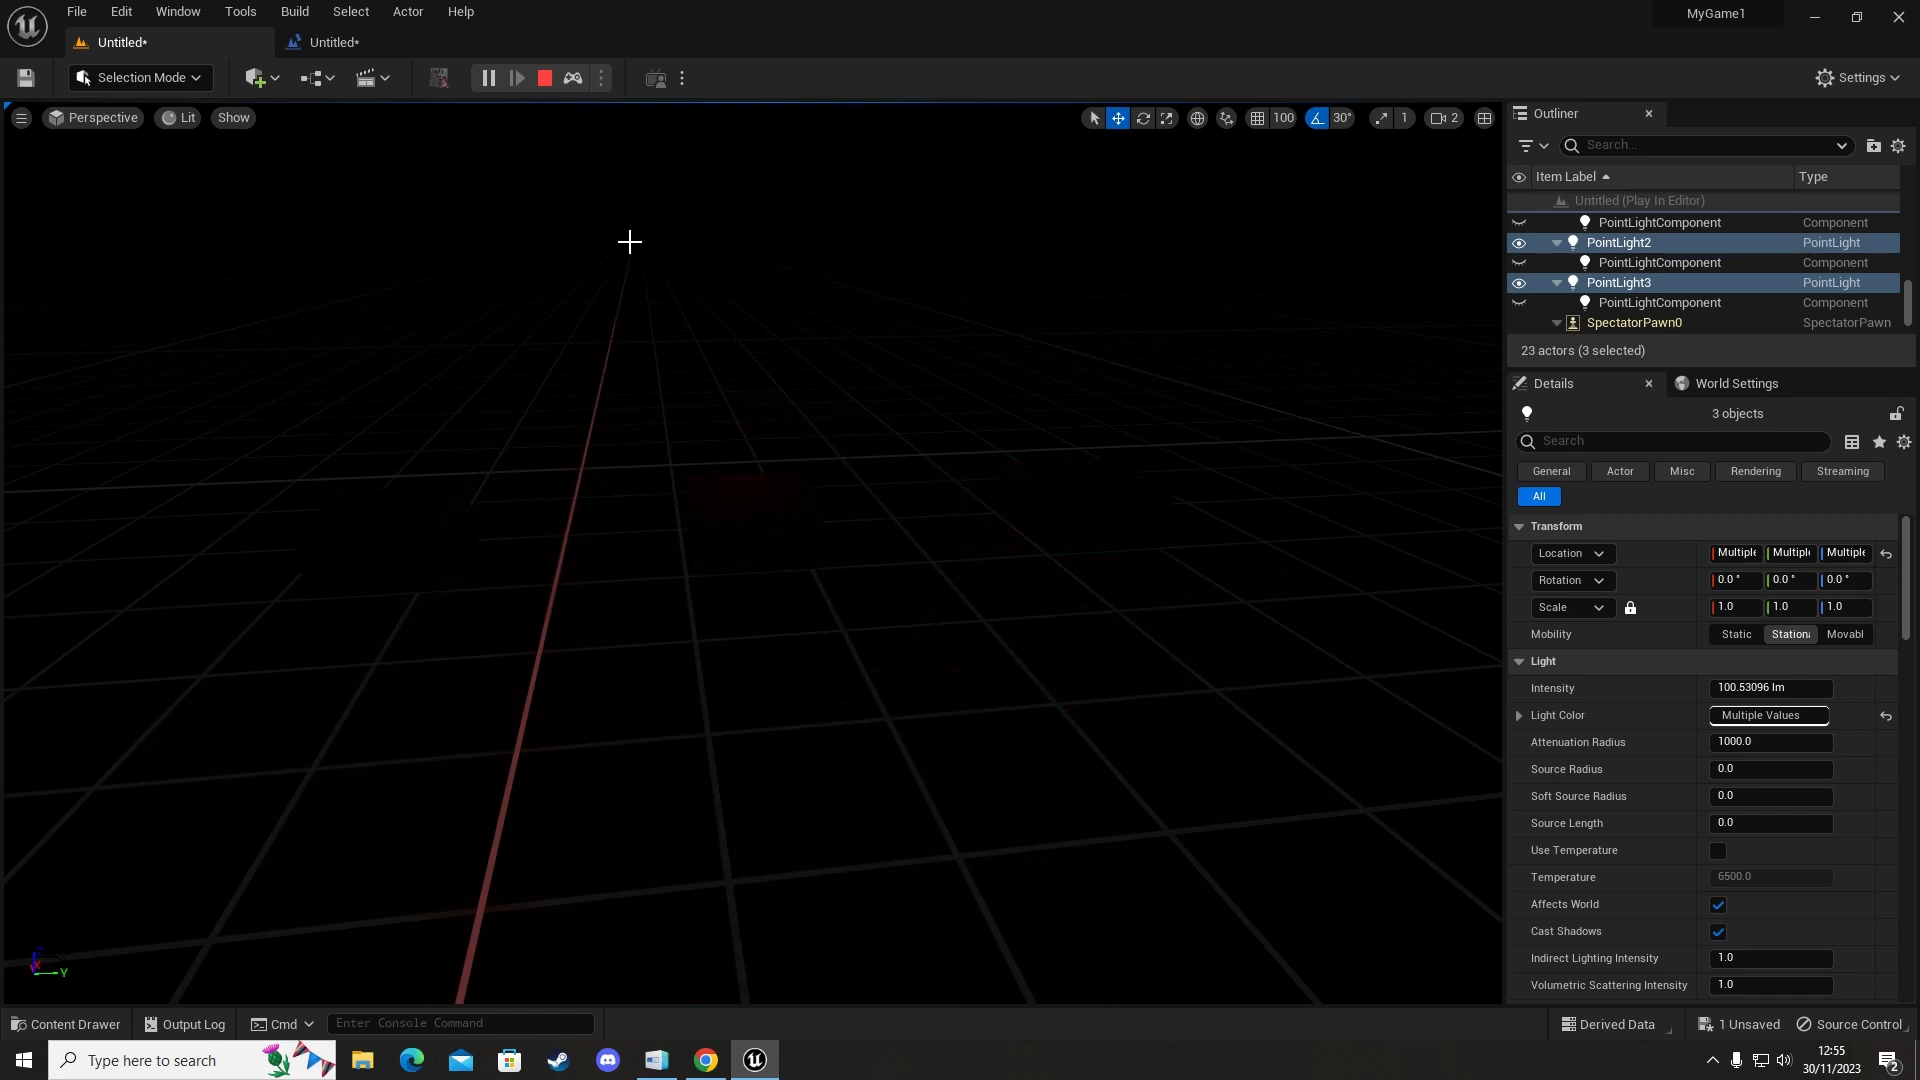 File Edit Window Tools Build Select Actor Help MyGame1
Untitled* Untitled*
Selection Mode Settings
Perspective Lit Show 100 30° 1 2
Outliner
Search...
Item Label Type
Untitled (Play In Editor)
PointLightComponent Component
PointLight2 PointLight
PointLightComponent Component
PointLight3 PointLight
PointLightComponent Component
SpectatorPawn0 SpectatorPawn
23 actors (3 selected)
Details World Settings
3 objects
Search
General Actor Misc Rendering Streaming
All
Transform
Location Multiple Multipl Multiple
Rotation 0.0 ° 0.0 ° 0.0 °
Scale 1.0 1.0 1.0
Mobility Static Stationa Movabl
Light
Intensity 100.53096 lm
Light Color Multiple Values
Attenuation Radius 1000.0
Source Radius 0.0
Soft Source Radius 0.0
Source Length 0.0
Use Temperature
Temperature 6500.0
Affects World
Cast Shadows
Indirect Lighting Intensity 1.0
Volumetric Scattering Intensity 1.0
X Y Z
Content Drawer Output Log Cmd Enter Console Command Derived Data 1 Unsaved Source Control
Type here to search 12:55
30/11/2023 2